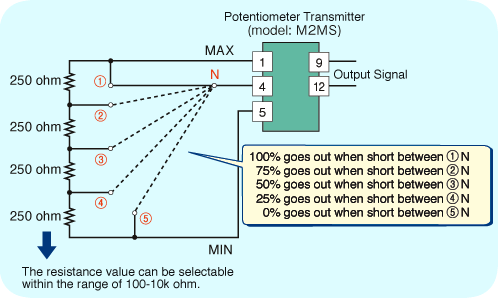 Potentiometer Transmitter
(model: M2MS)
MAX
1
9
250 ohm
①
N
4
12
Output Signal
②
5
250 ohm
③
100% goes out when short between ① N
75% goes out when short between ② N
50% goes out when short between ③ N
25% goes out when short between ④ N
0% goes out when short between ⑤ N
250 ohm
④
250 ohm
⑤
MIN
The resistance value can be selectable
within the range of 100-10k ohm.